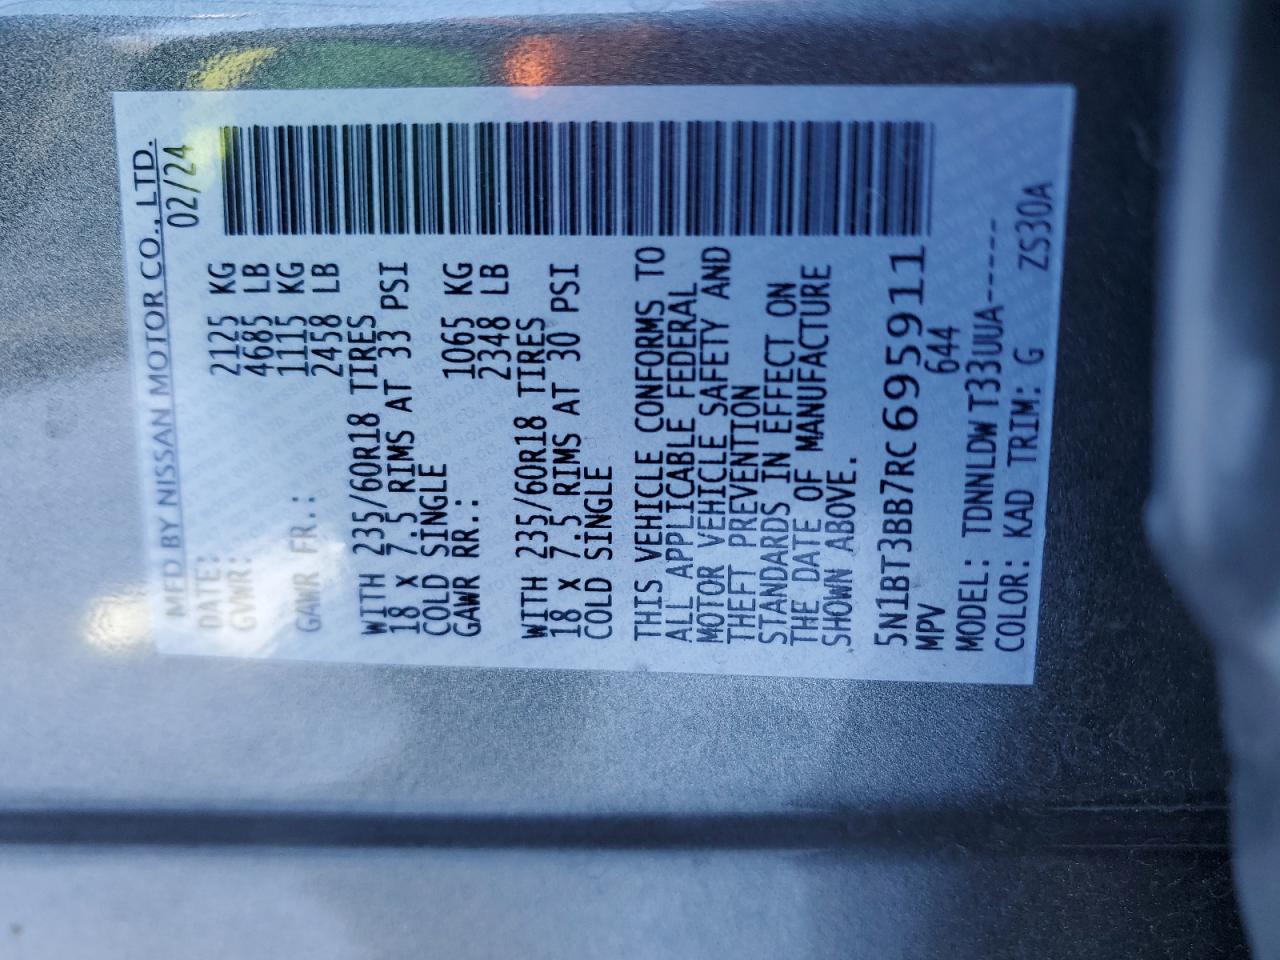 MFD BY NISSAN MOTOR CO., LTD.
DATE: 02/24
GVWR: 2125 KG
4685 LB
GAWR FR.: 1115 KG
2458 LB
WITH 235/60R18 TIRES
18 X 7.5 RIMS AT 33 PSI
COLD SINGLE
GAWR RR.: 1065 KG
2348 LB
WITH 235/60R18 TIRES
18 X 7.5 RIMS AT 30 PSI
COLD SINGLE
THIS VEHICLE CONFORMS TO
ALL APPLICABLE FEDERAL
MOTOR VEHICLE SAFETY AND
THEFT PREVENTION
STANDARDS IN EFFECT ON
THE DATE OF MANUFACTURE
SHOWN ABOVE.
5N1BT3BB7RC695911
MPV 644
MODEL: TDNNLDWT33UUA-----
COLOR: KAD TRIM: G ZS30A